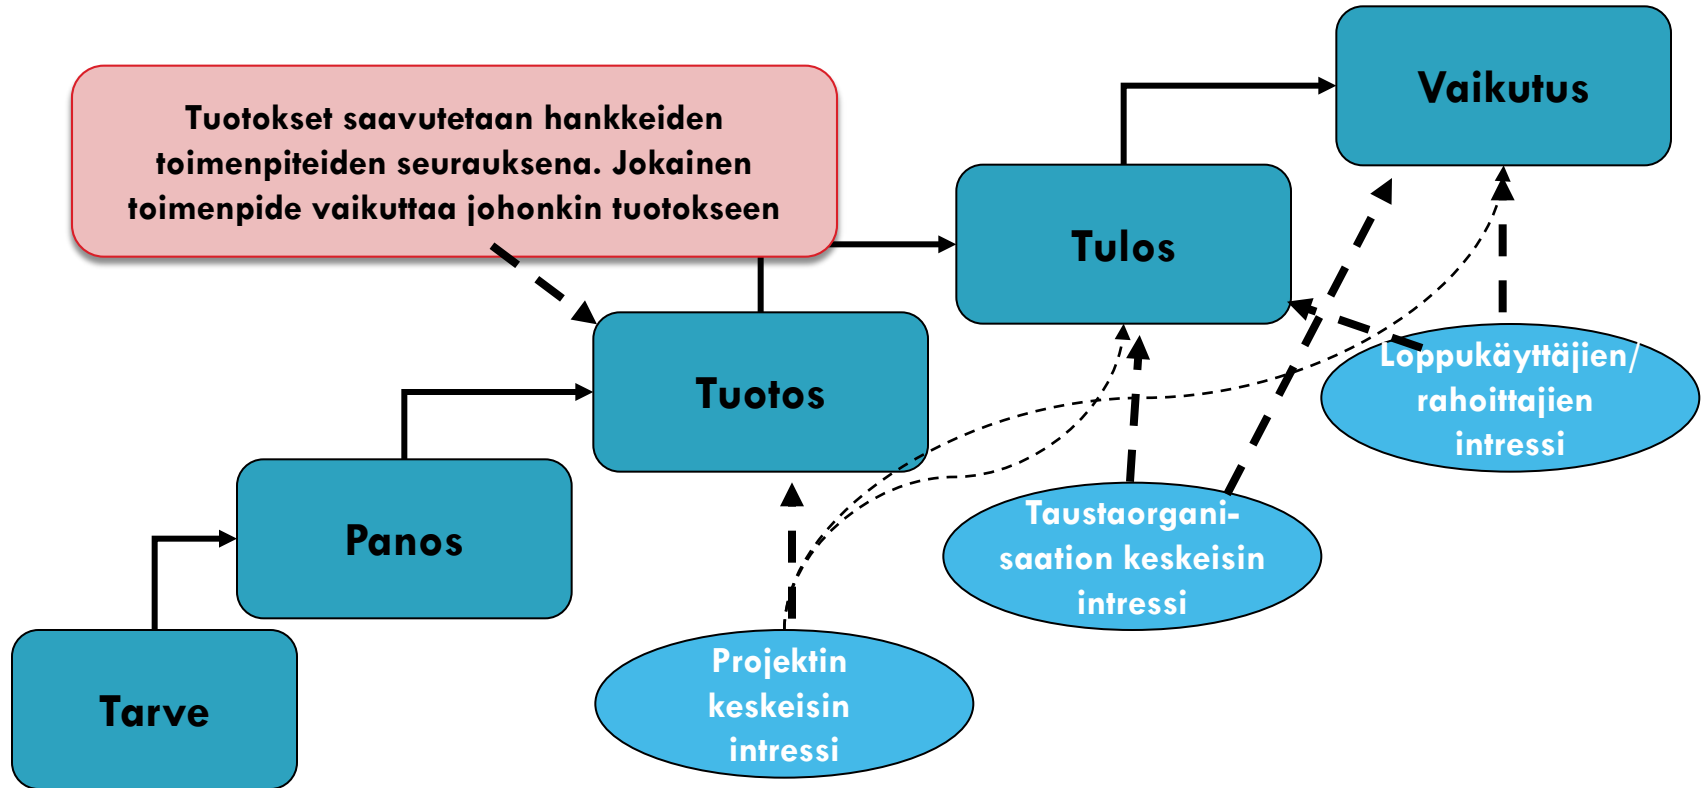 Vaikutus
Tuotokset saavutetaan hankkeiden
toimenpiteiden seurauksena. Jokainen
toimenpide vaikuttaa johonkin tuotokseen
Tulos
Tuotos
Loppukäyttäjien/
rahoittajien
intressi
Panos
Taustaorgani-
saation keskeisin
intressi
Projektin
keskeisin
intressi
Tarve